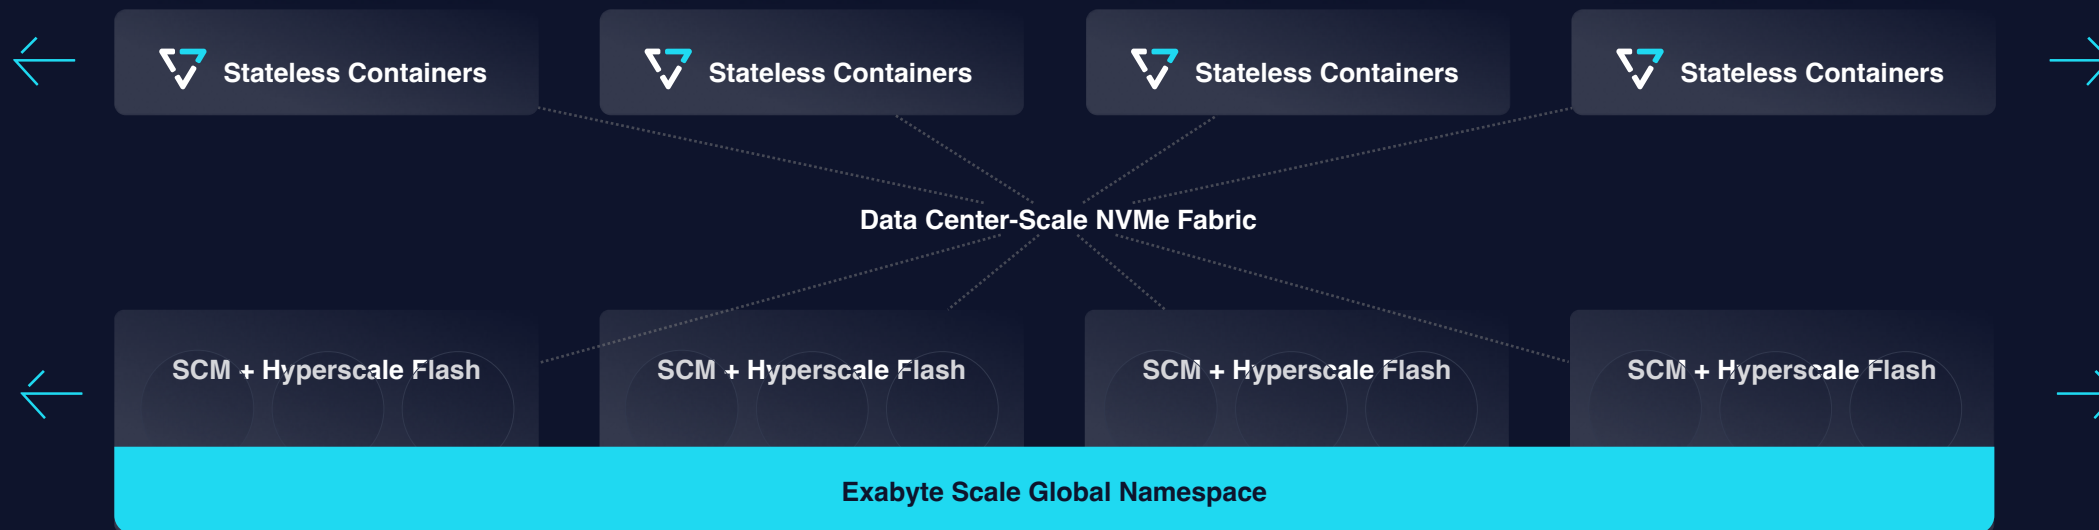 Stateless Containers
Stateless Containers
Stateless Containers
Stateless Containers
Data Center-Scale NVMe Fabric
SCM + Hyperscale Flash
SCM + Hyperscale Flash
SCM + Hyperscale Flash
SCM + Hyperscale Flash
Exabyte Scale Global Namespace